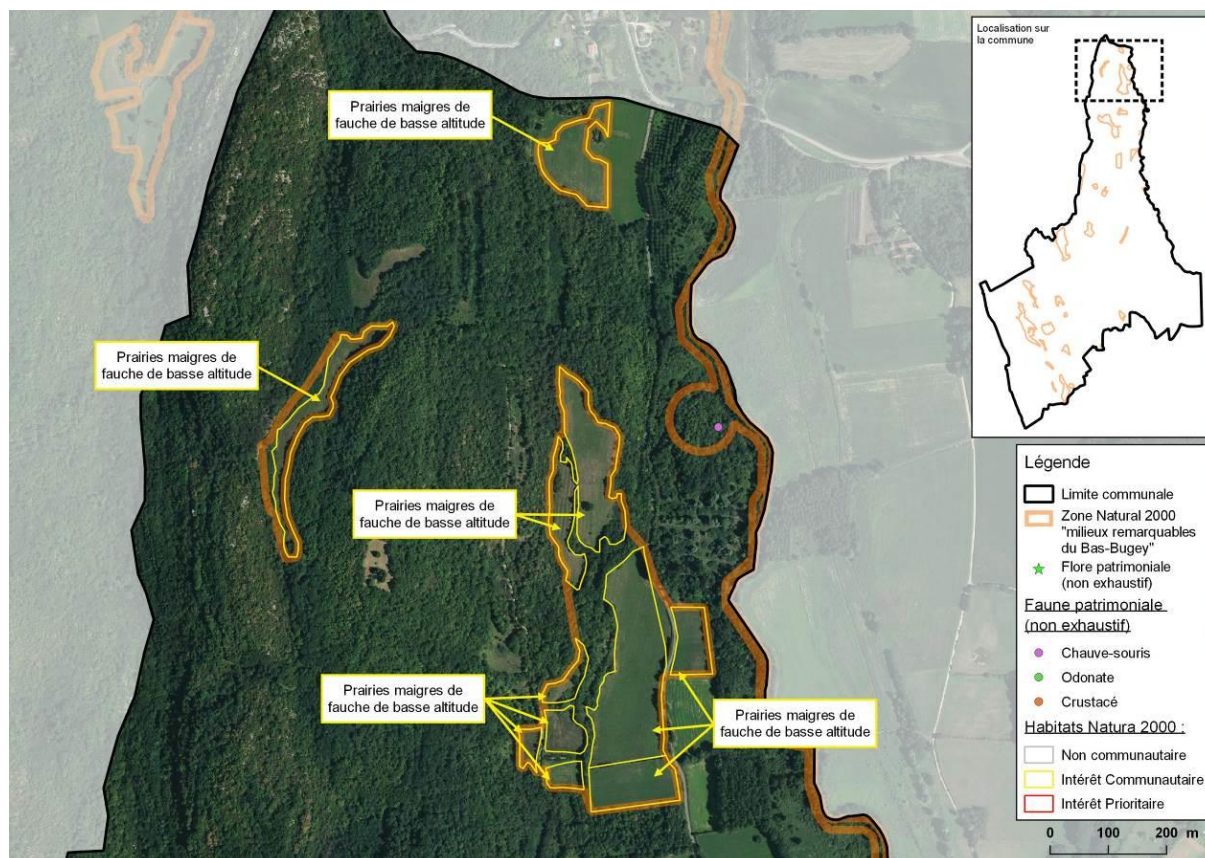 Localisation sur
la commune
Prairies maigres de
fauche de basse altitude
Prairies maigres de
fauche de basse altitude
Prairies maigres de
fauche de basse altitude
Prairies maigres de
fauche de basse altitude
Prairies maigres de
fauche de basse altitude
Légende
Limite communale
Zone Natural 2000
"milieux remarquables
du Bas-Bugey"
Flore patrimoniale
(non exhaustif)
Faune patrimoniale
(non exhaustif)
Chauve-souris
Odonate
Crustacé
Habitats Natura 2000 :
Non communautaire
Intérêt Communautaire
Intérêt Prioritaire
0 100 200 m